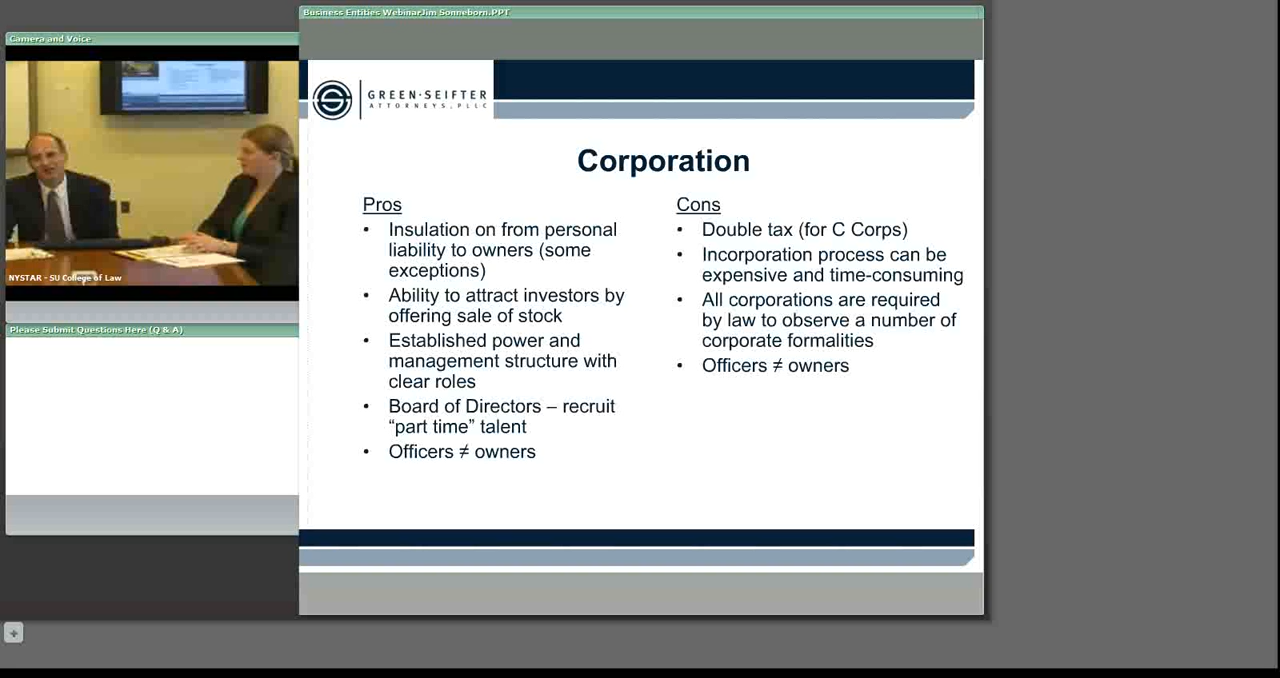 Business Entities WebinarJim Sonneborn.PPT
Camera and Voice
NYSTAR - SU College of Law
Please Submit Questions Here (Q & A)
GREEN·SEIFTER
ATTORNEYS, PLLC
Corporation
Pros
• Insulation on from personal
liability to owners (some
exceptions)
• Ability to attract investors by
offering sale of stock
• Established power and
management structure with
clear roles
• Board of Directors – recruit
“part time” talent
• Officers ≠ owners
Cons
• Double tax (for C Corps)
• Incorporation process can be
expensive and time-consuming
• All corporations are required
by law to observe a number of
corporate formalities
• Officers ≠ owners